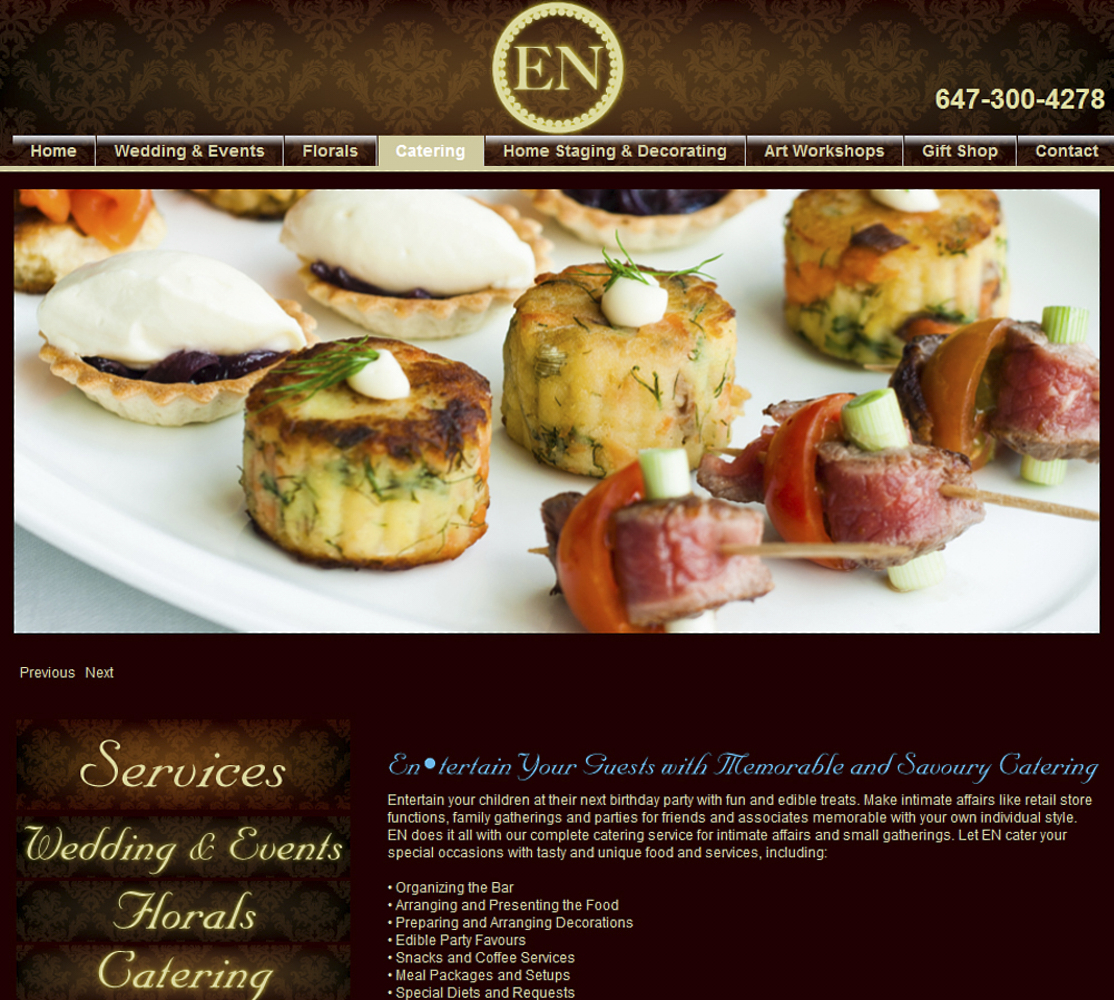 EN
647-300-4278
Home Wedding & Events Florals Catering Home Staging & Decorating Art Workshops Gift Shop Contact
Previous Next
Services
Wedding & Events
Florals
Catering
En•tertain Your Guests with Memorable and Savoury Catering
Entertain your children at their next birthday party with fun and edible treats. Make intimate affairs like retail store
functions, family gatherings and parties for friends and associates memorable with your own individual style.
EN does it all with our complete catering service for intimate affairs and small gatherings. Let EN cater your
special occasions with tasty and unique food and services, including:
• Organizing the Bar
• Arranging and Presenting the Food
• Preparing and Arranging Decorations
• Edible Party Favours
• Snacks and Coffee Services
• Meal Packages and Setups
• Special Diets and Requests